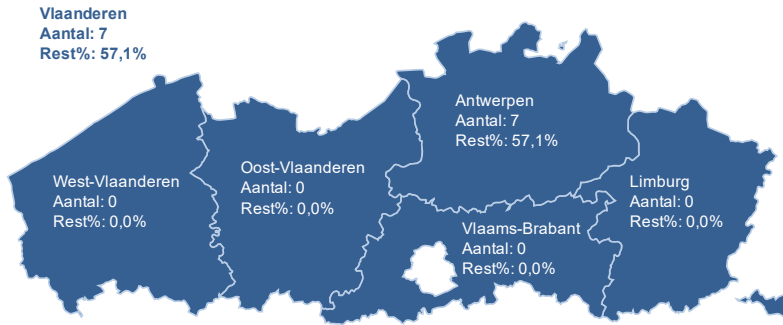 Vlaanderen
Aantal: 7
Rest%: 57,1%
Antwerpen
Aantal: 7
Rest%: 57,1%
West-Vlaanderen
Aantal: 0
Rest%: 0,0%
Oost-Vlaanderen
Aantal: 0
Rest%: 0,0%
Limburg
Aantal: 0
Rest%: 0,0%
Vlaams-Brabant
Aantal: 0
Rest%: 0,0%